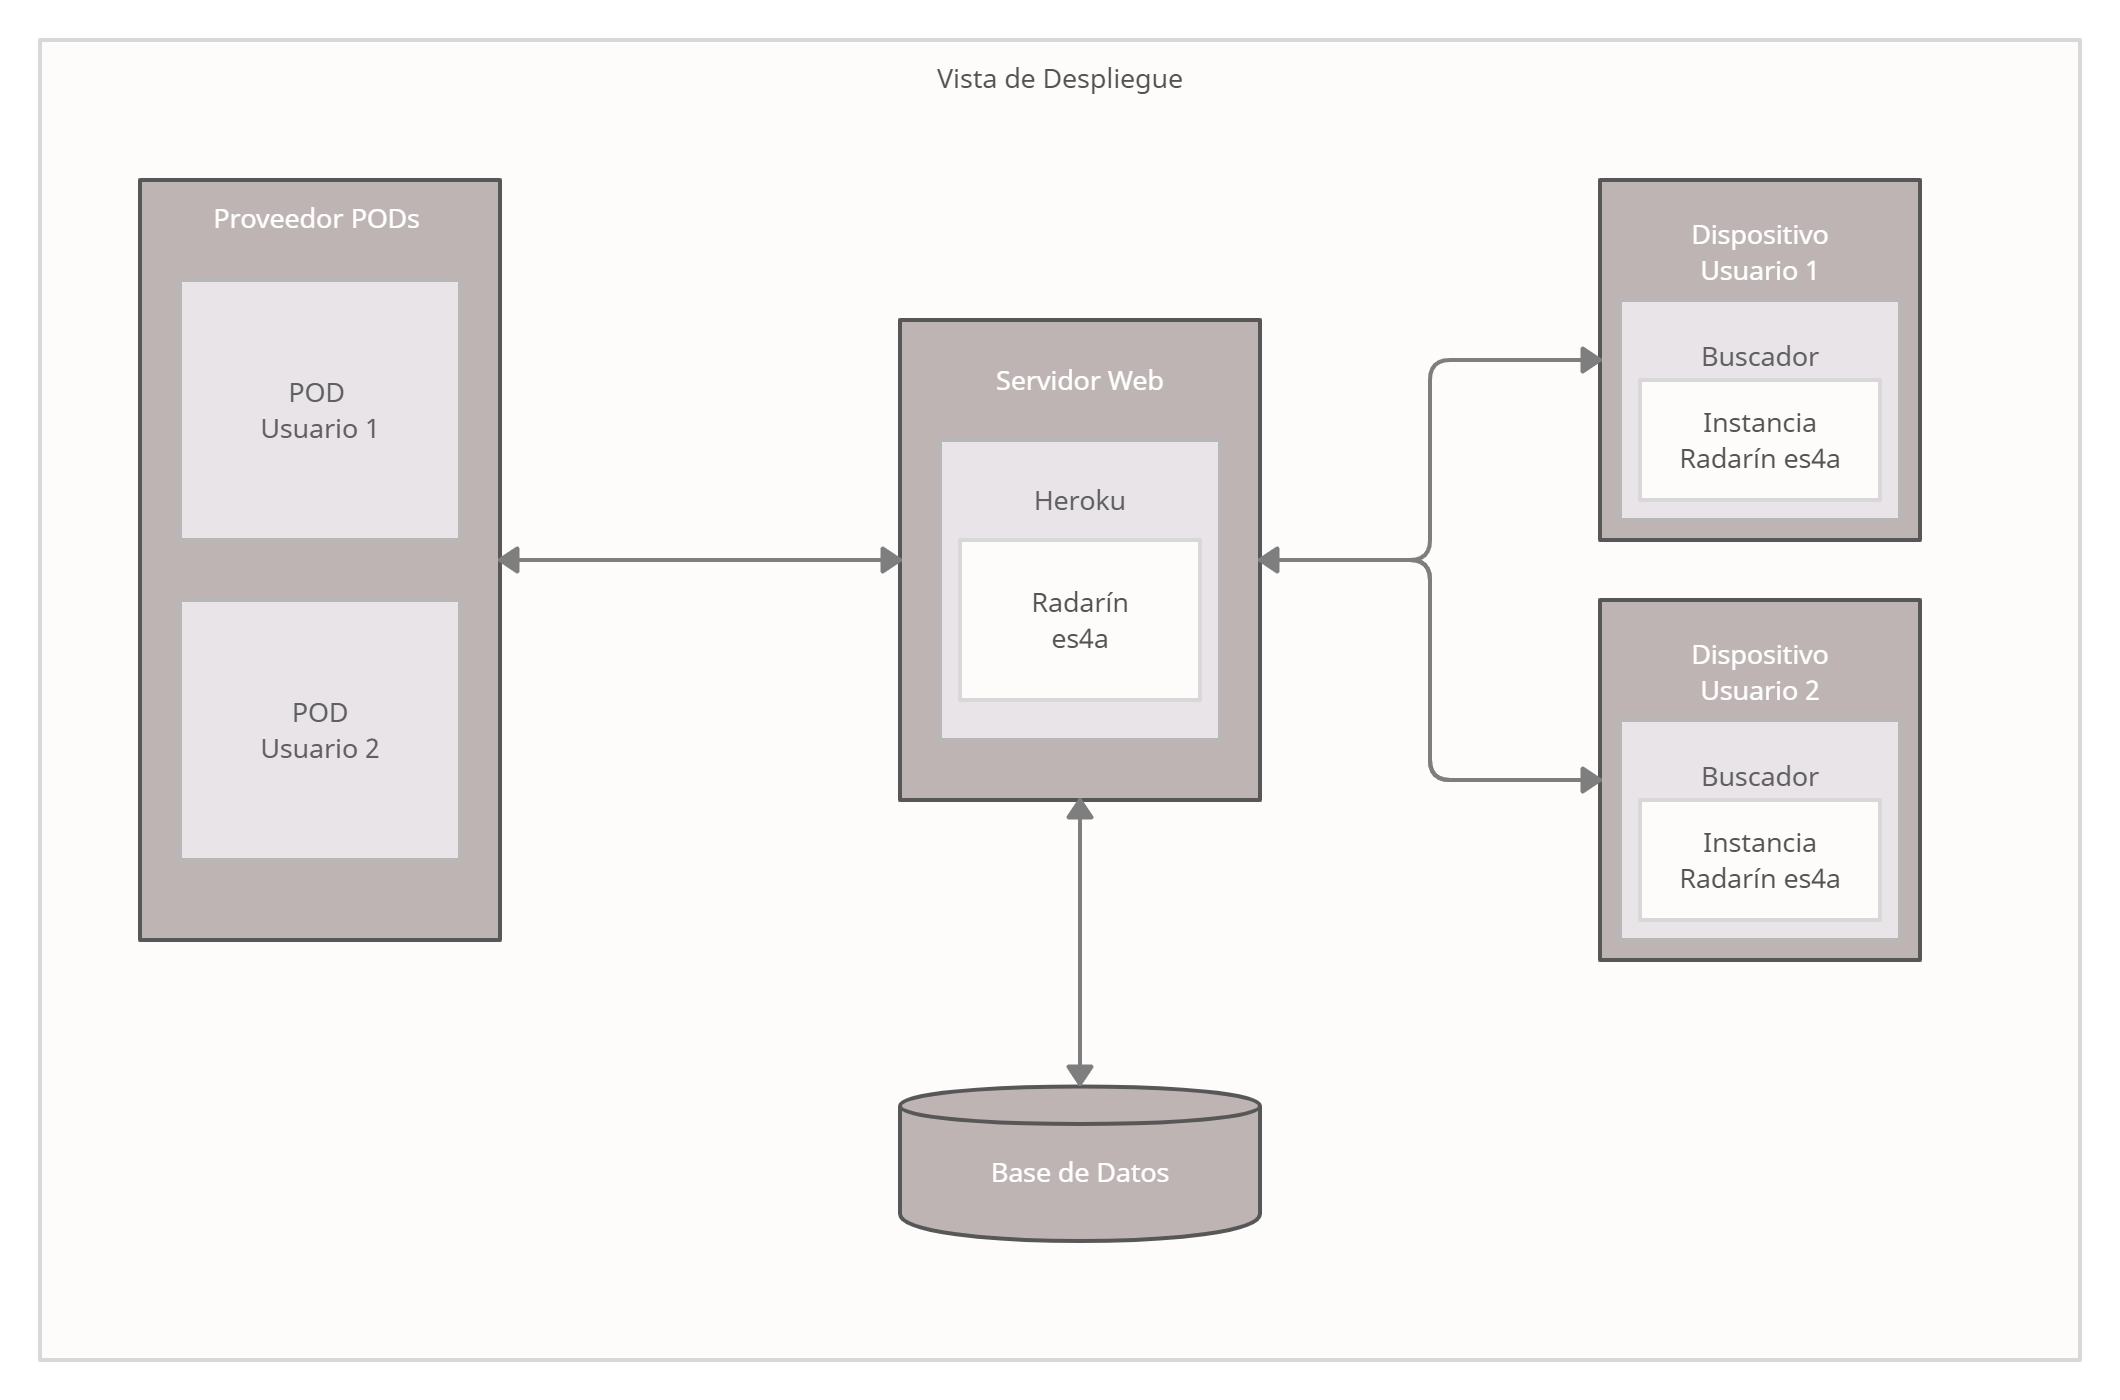 Vista de Despliegue
Proveedor PODs
POD
Usuario 1
POD
Usuario 2
Servidor Web
Heroku
Radarín
es4a
Base de Datos
Dispositivo
Usuario 1
Buscador
Instancia
Radarín es4a
Dispositivo
Usuario 2
Buscador
Instancia
Radarín es4a